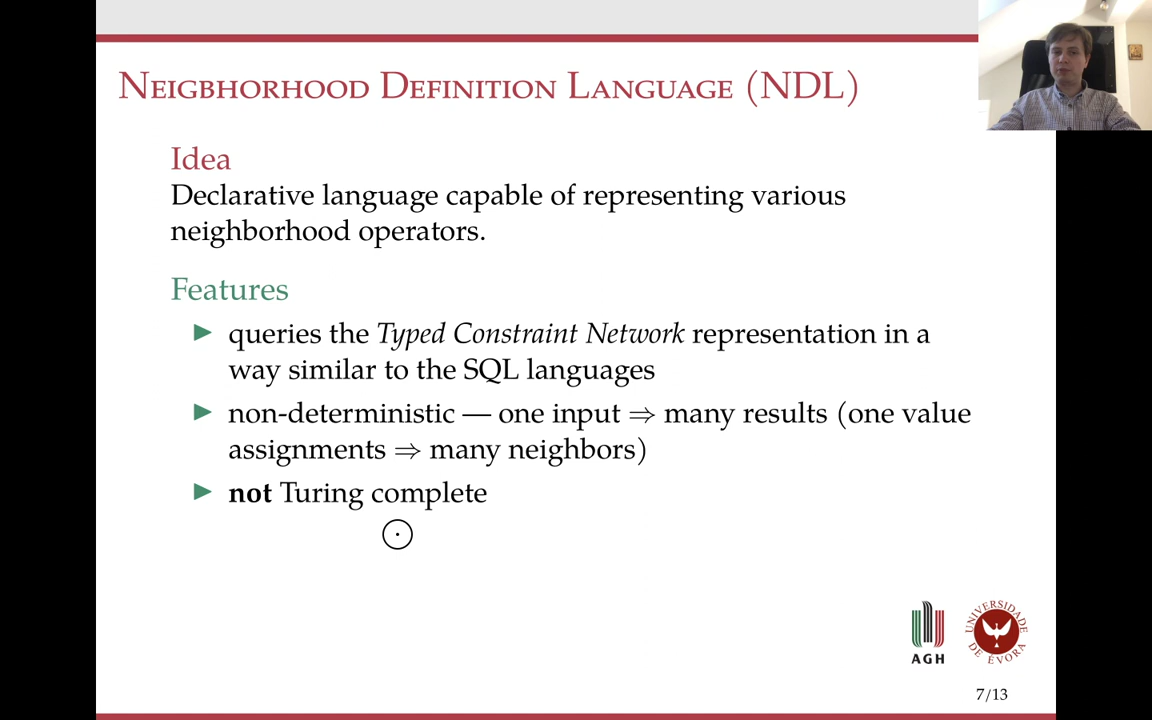 NEIGBHORHOOD DEFINITION LANGUAGE (NDL)
Idea
Declarative language capable of representing various
neighborhood operators.
Features
queries the Typed Constraint Network representation in a
way similar to the SQL languages
non-deterministic — one input ⇒ many results (one value
assignments ⇒ many neighbors)
not Turing complete
AGH
UNIVERSIDADE
DE ÉVORA
7/13